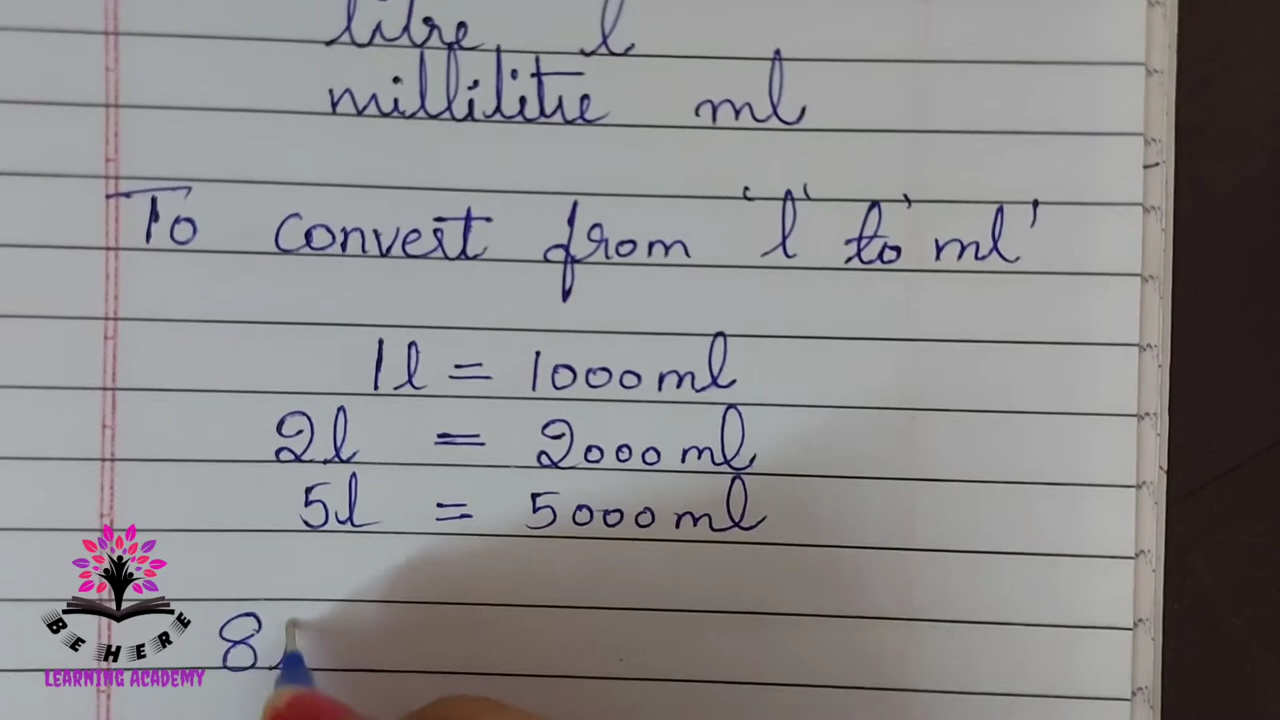 litre l
millilitre ml
To convert from 'l' to 'ml'
1l = 1000ml
2l = 2000ml
5l = 5000ml
8
BE HERE
LEARNING ACADEMY